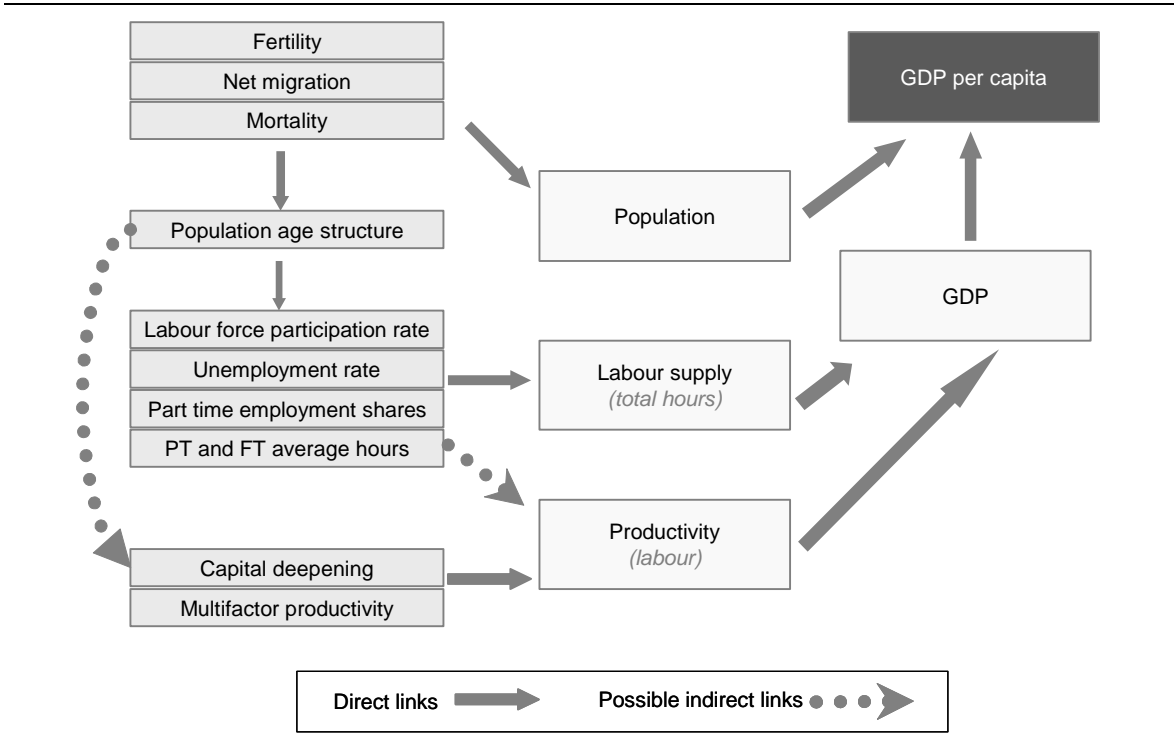 Fertility
Net migration
Mortality
GDP per capita
Population
Population age structure
GDP
Labour force participation rate
Unemployment rate
Part time employment shares
PT and FT average hours
Labour supply
(total hours)
Productivity
(labour)
Capital deepening
Multifactor productivity
Direct links
Possible indirect links